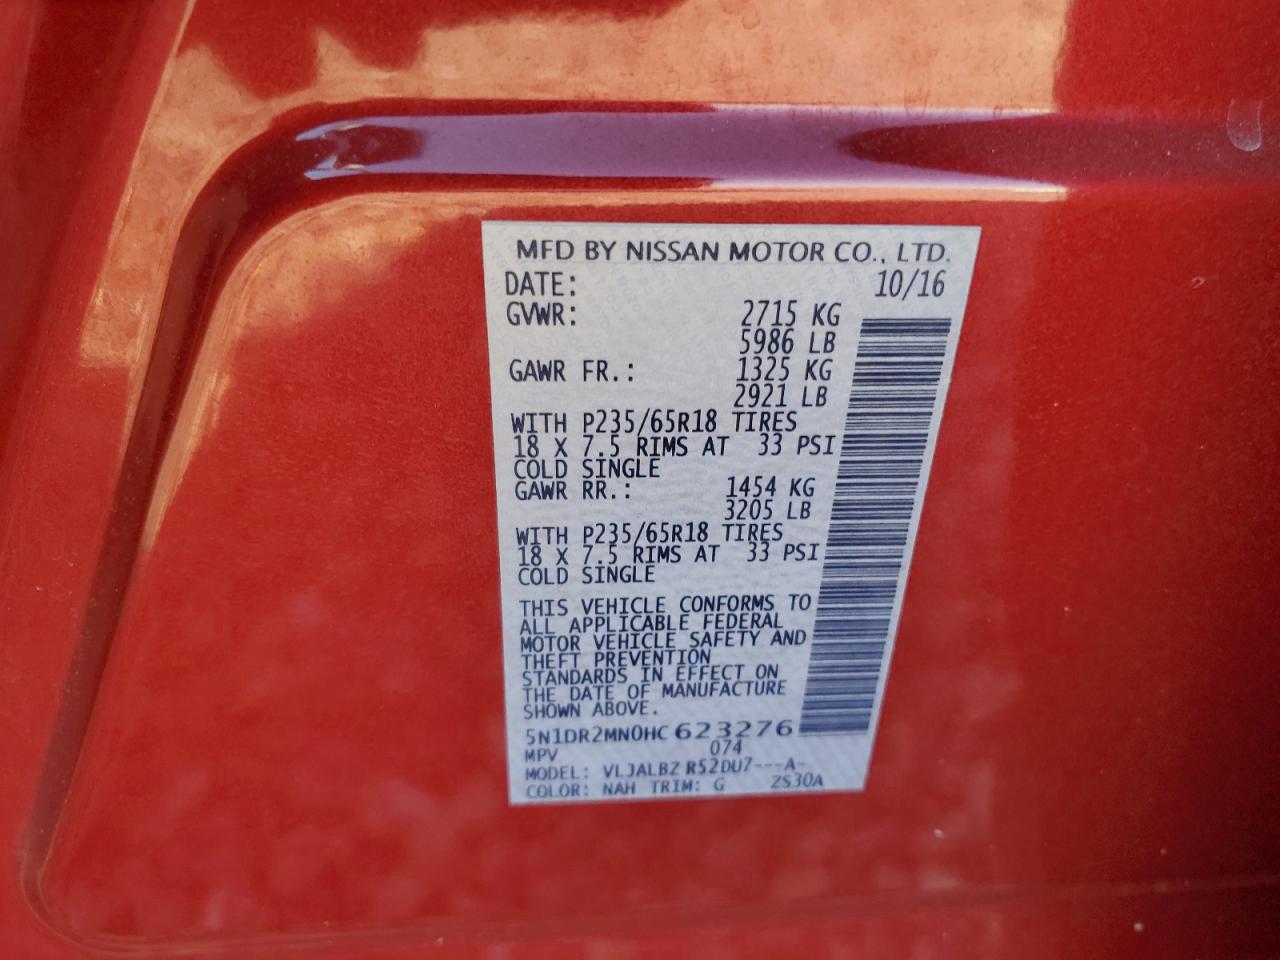 MFD BY NISSAN MOTOR CO., LTD.
DATE: 10/16
GVWR: 2715 KG
5986 LB
GAWR FR.: 1325 KG
2921 LB
WITH P235/65R18 TIRES
18 X 7.5 RIMS AT 33 PSI
COLD SINGLE
GAWR RR.: 1454 KG
3205 LB
WITH P235/65R18 TIRES
18 X 7.5 RIMS AT 33 PSI
COLD SINGLE
THIS VEHICLE CONFORMS TO
ALL APPLICABLE FEDERAL
MOTOR VEHICLE SAFETY AND
THEFT PREVENTION
STANDARDS IN EFFECT ON
THE DATE OF MANUFACTURE
SHOWN ABOVE.
5N1DR2MN0HC 623276
MPV 074
MODEL: VLJALBZ R52DU7---A-
COLOR: NAH TRIM: G ZS30A